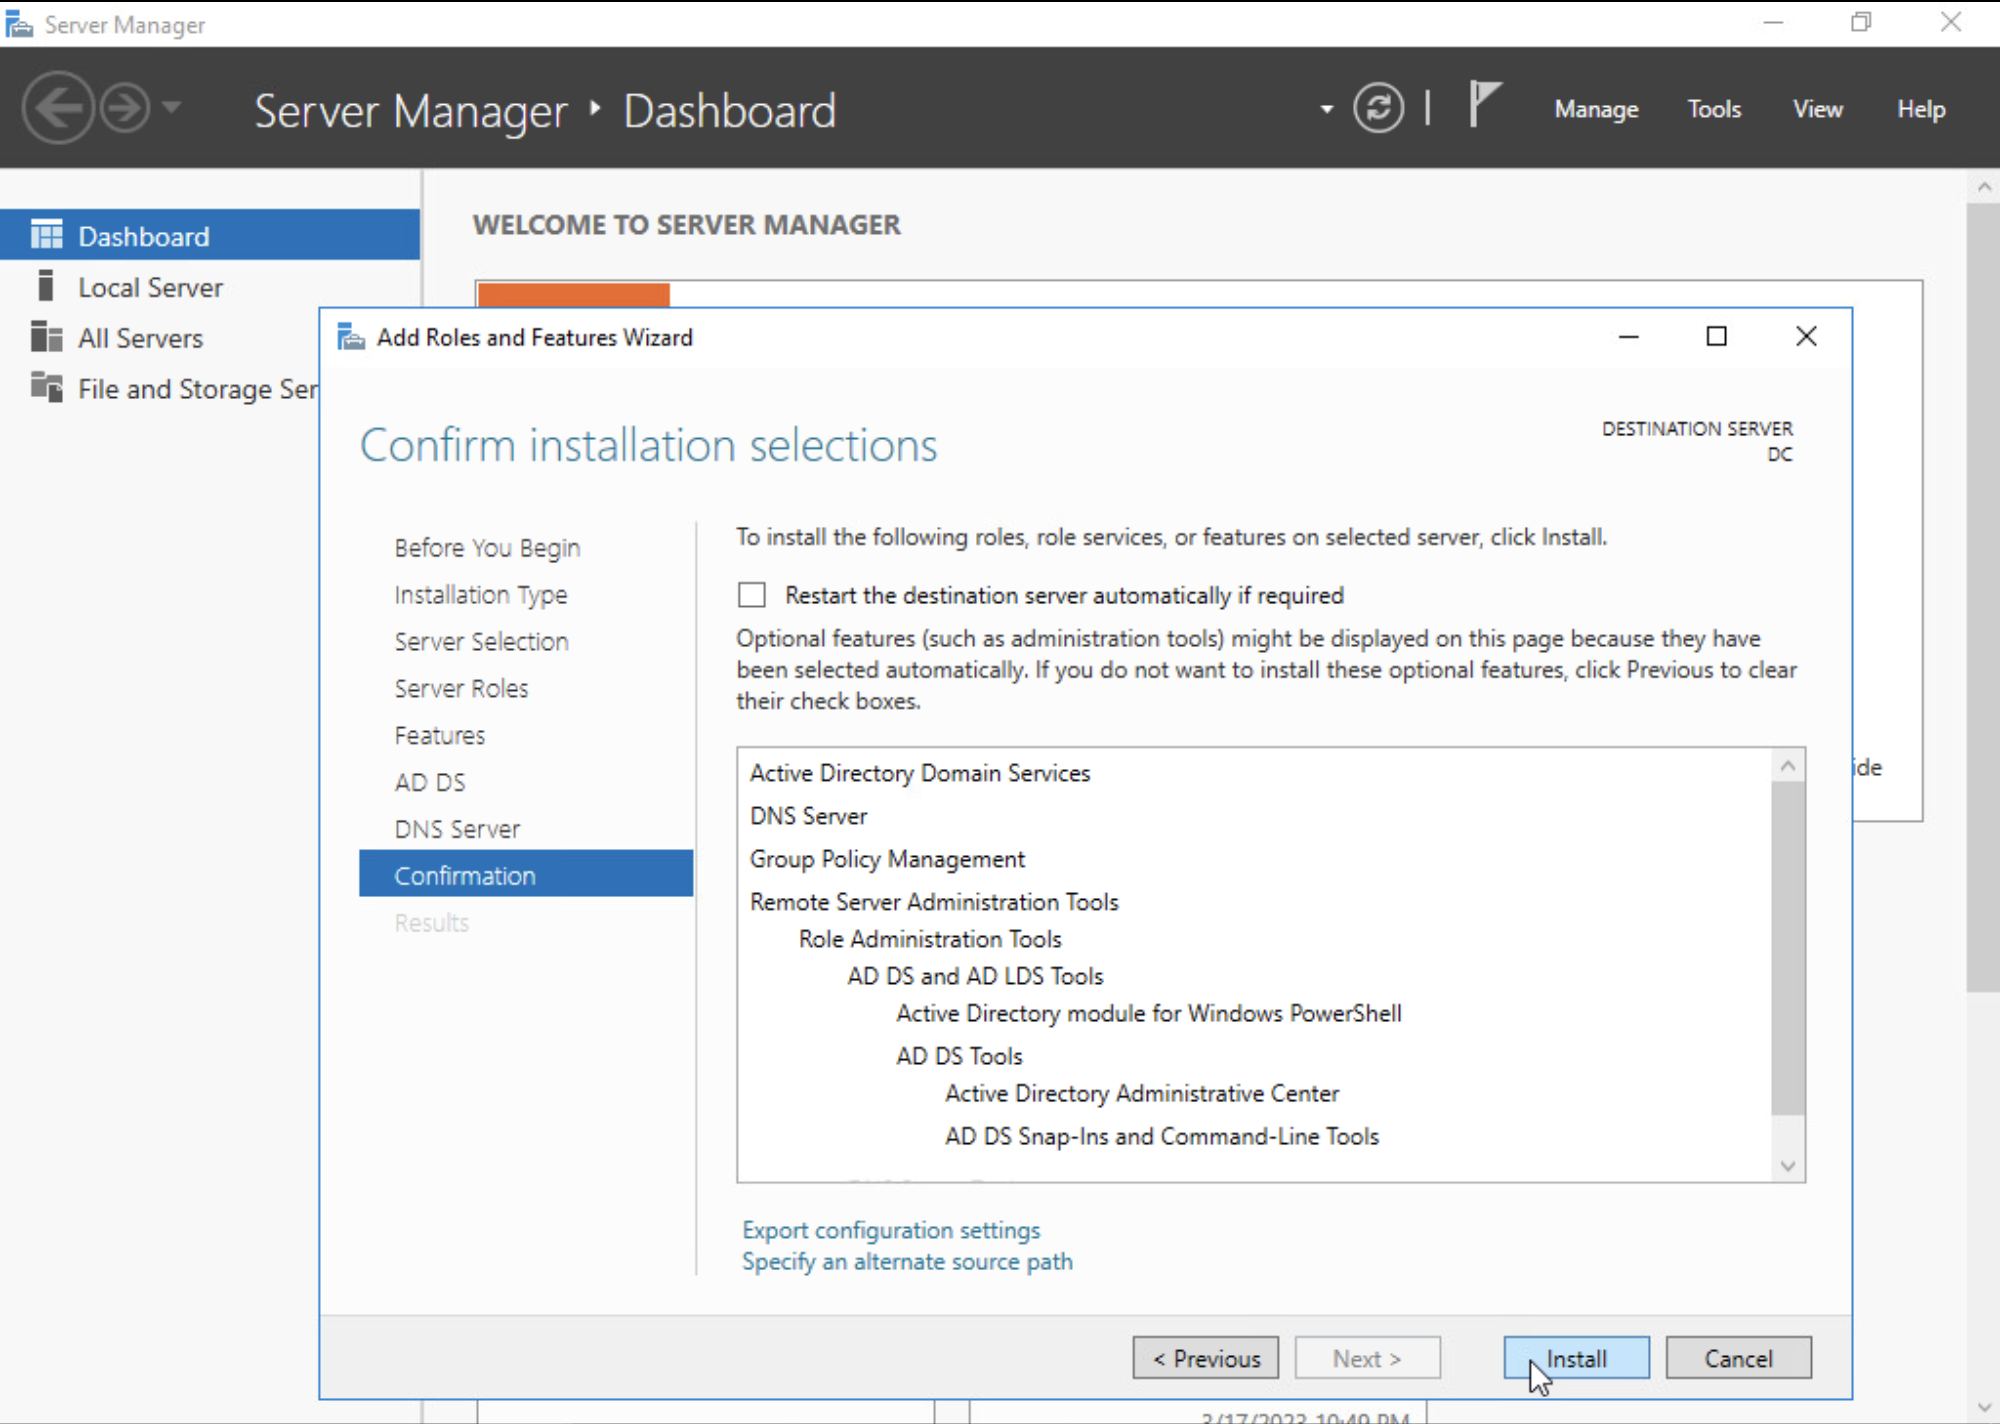 Server Manager
Server Manager ‣ Dashboard
Manage Tools View Help
Dashboard
Local Server
All Servers
File and Storage Ser
WELCOME TO SERVER MANAGER
Add Roles and Features Wizard
Confirm installation selections
DESTINATION SERVER
DC
Before You Begin
Installation Type
Server Selection
Server Roles
Features
AD DS
DNS Server
Confirmation
Results
To install the following roles, role services, or features on selected server, click Install.
Restart the destination server automatically if required
Optional features (such as administration tools) might be displayed on this page because they have
been selected automatically. If you do not want to install these optional features, click Previous to clear
their check boxes.
Active Directory Domain Services
DNS Server
Group Policy Management
Remote Server Administration Tools
Role Administration Tools
AD DS and AD LDS Tools
Active Directory module for Windows PowerShell
AD DS Tools
Active Directory Administrative Center
AD DS Snap-Ins and Command-Line Tools
Export configuration settings
Specify an alternate source path
ide
< Previous Next > Install Cancel
3/17/2023 10:49 PM